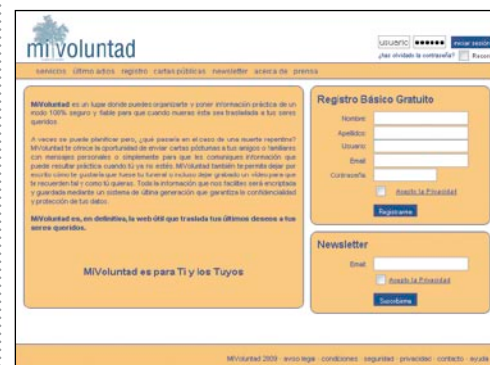 mi voluntad
usuario ●●●●●● iniciar sesión
¿has olvidado la contraseña?
servicios último adios registro cartas públicas newsletter acerca de prensa
MiVoluntad es un lugar donde puedes organizarte y poner información práctica de un
modo 100% seguro y fiable para que cuando mueras ésta sea trasladada a tus seres
queridos.
A veces se puede planificar pero, ¿qué pasaría en el caso de una muerte repentina?
MiVoluntad te ofrece la oportunidad de enviar cartas póstumas a tus amigos o familiares
con mensajes personales o simplemente para que les comuniques información que
puede resultar práctica cuando tú ya no estés. MiVoluntad también te permite dejar por
escrito cómo te gustaría que fuese tu funeral o incluso dejar grabado un vídeo para que
te recuerden tal y como tú quieras. Toda la información que nos facilites será encriptada
y guardada mediante un sistema de última generación que garantiza la confidencialidad
y protección de tus datos.
MiVoluntad es, en definitiva, la web útil que traslada tus últimos deseos a tus
seres queridos.
MiVoluntad es para Ti y los Tuyos
Registro Básico Gratuito
Nombre:
Apellidos:
Usuario:
Email:
Contraseña:
Acepto la Privacidad
Registrarme
Newsletter
Email:
Acepto la Privacidad
Suscribirme
MiVoluntad 2009 · aviso legal · condiciones · seguridad · privacidad · contacto · ayuda